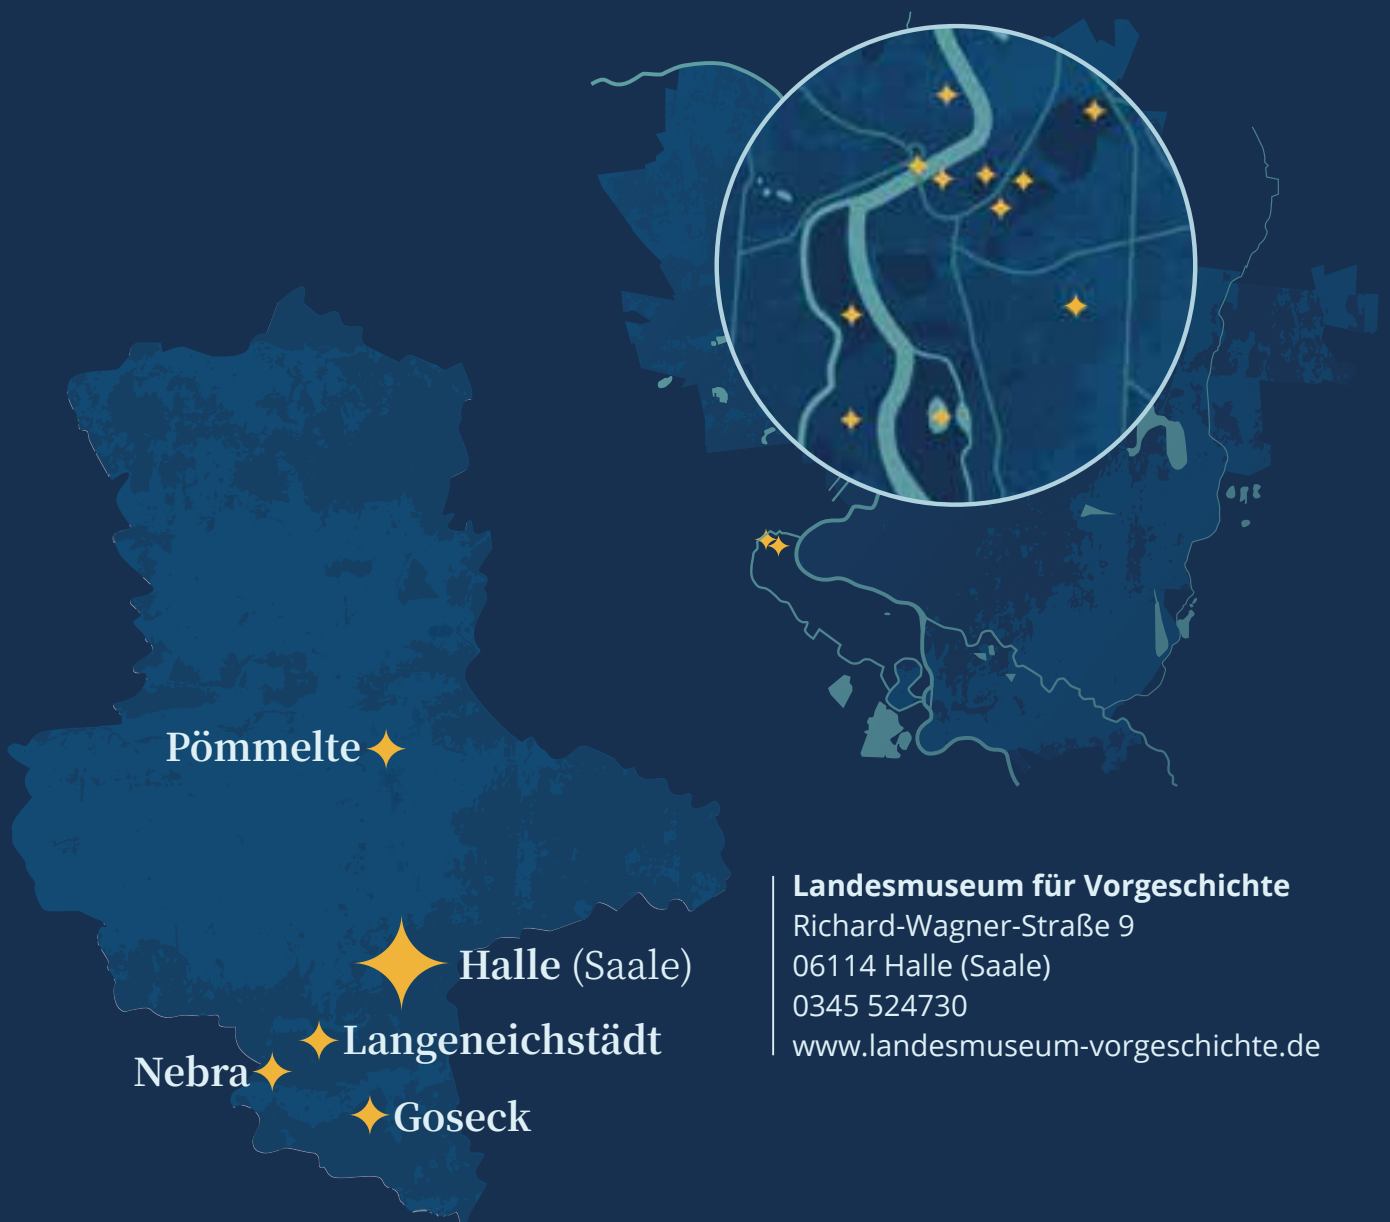 Pömmelte
Halle (Saale)
Langeneichstädt
Nebra
Goseck
Landesmuseum für Vorgeschichte
Richard-Wagner-Straße 9
06114 Halle (Saale)
0345 524730
www.landesmuseum-vorgeschichte.de